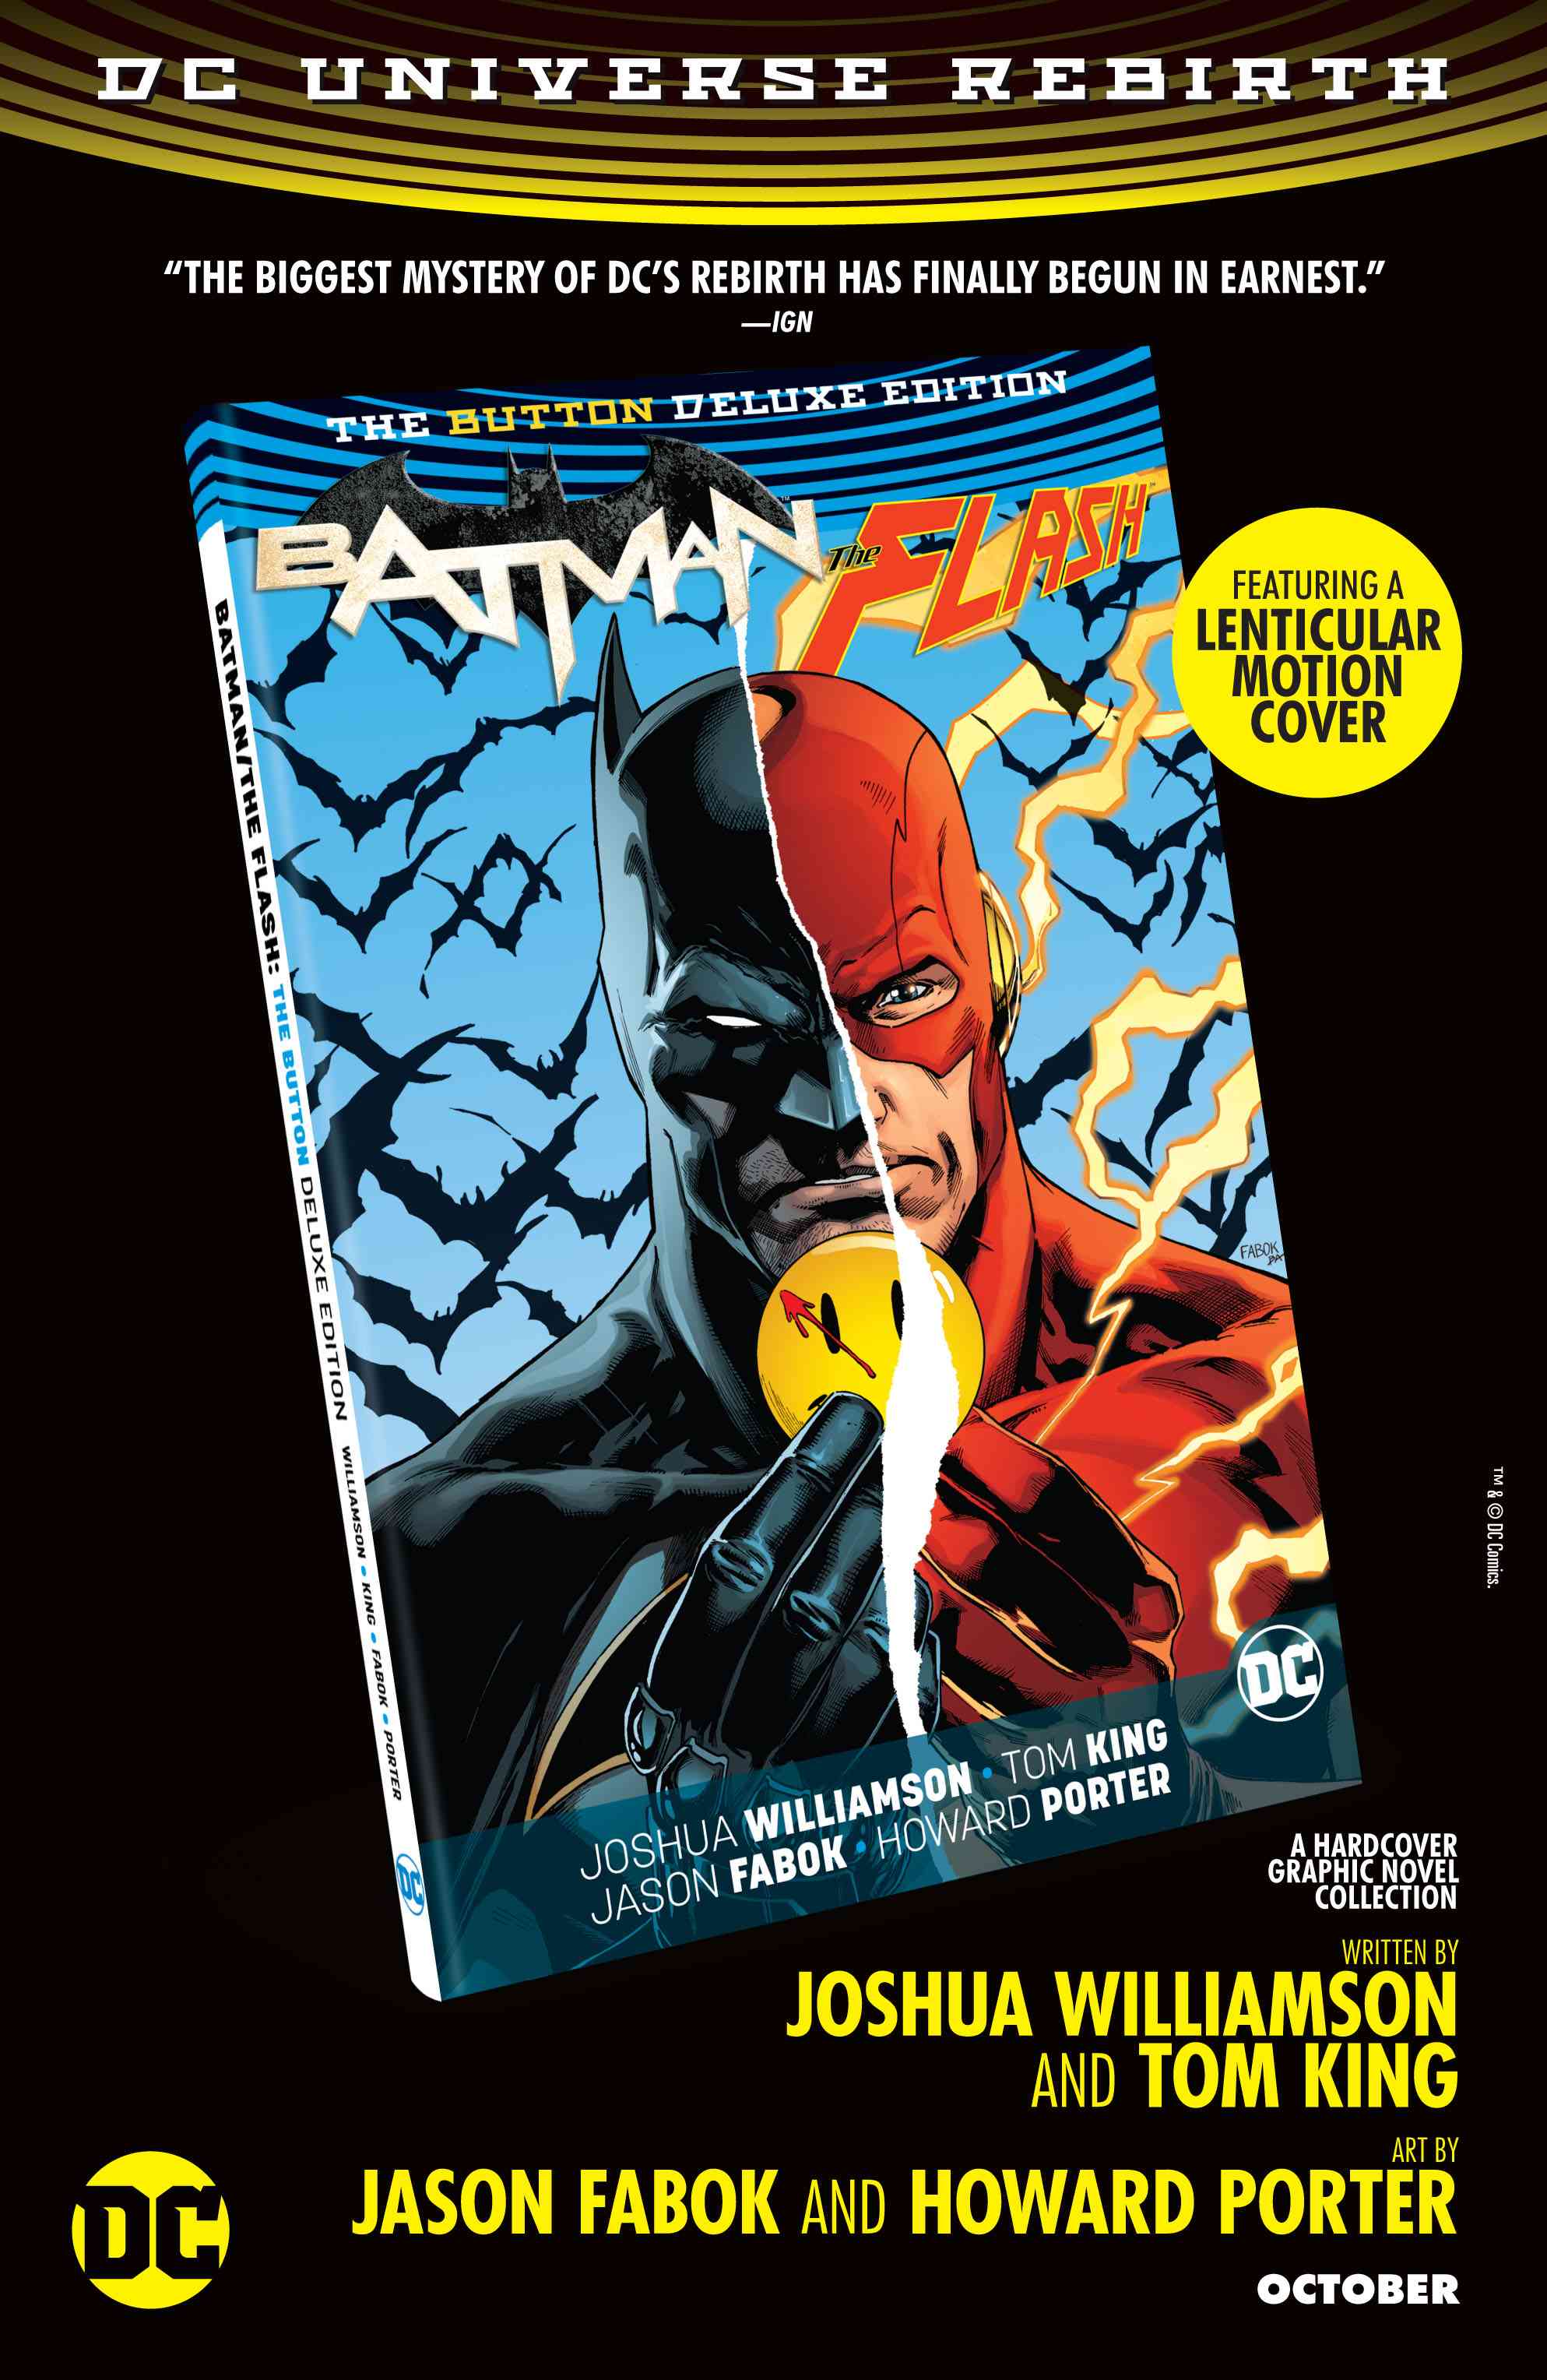 DC UNIVERSE REBIRTH
“THE BIGGEST MYSTERY OF DC’S REBIRTH HAS FINALLY BEGUN IN EARNEST.”
—IGN
THE BUTTON DELUXE EDITION
BATMAN™
The FLASH™
FEATURING A
LENTICULAR
MOTION
COVER
BATMAN/THE FLASH: THE BUTTON DELUXE EDITION WILLIAMSON • KING • FABOK • PORTER
DC
FABOK
DC
JOSHUA WILLIAMSON • TOM KING
JASON FABOK • HOWARD PORTER
TM & © DC Comics.
A HARDCOVER
GRAPHIC NOVEL
COLLECTION
WRITTEN BY
JOSHUA WILLIAMSON
AND TOM KING
ART BY
JASON FABOK AND HOWARD PORTER
DC
OCTOBER